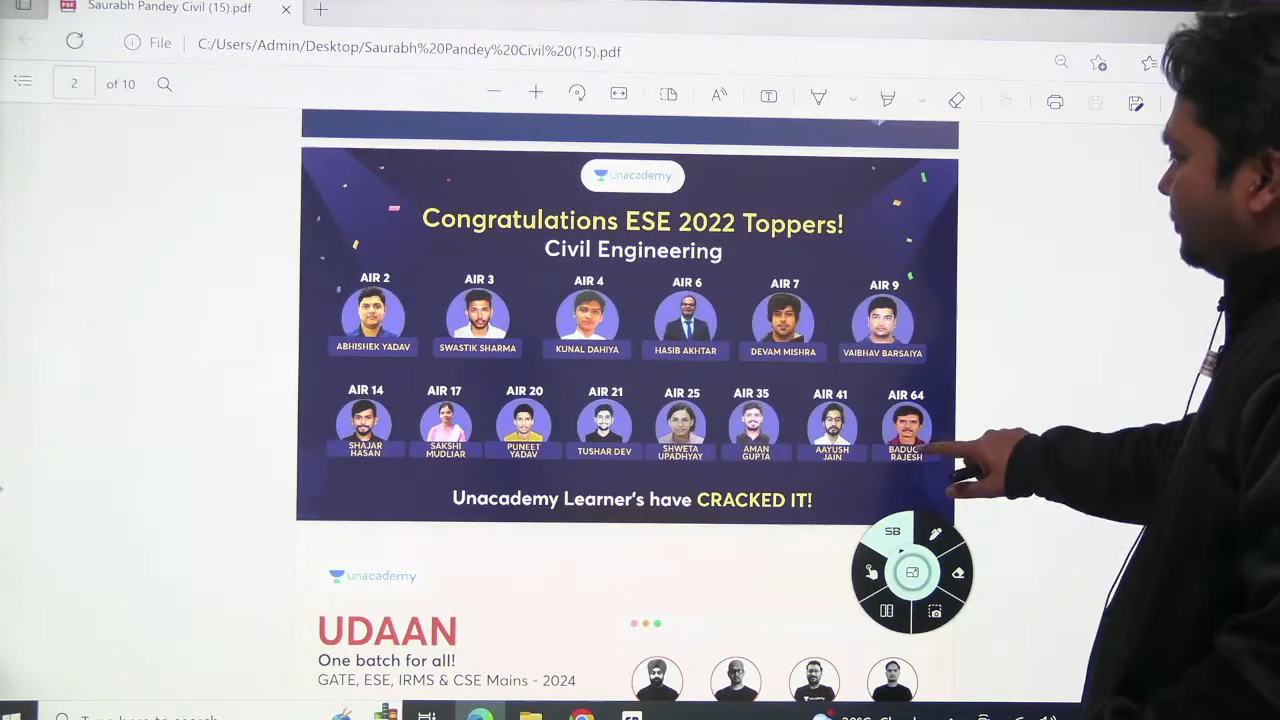 Saurabh Pandey Civil (15).pdf
File
C:/Users/Admin/Desktop/Saurabh%20Pandey%20Civil%20(15).pdf
2 of 10
unacademy
Congratulations ESE 2022 Toppers!
Civil Engineering
AIR 2 AIR 3 AIR 4 AIR 6 AIR 7 AIR 9
ABHISHEK YADAV SWASTIK SHARMA KUNAL DAHIYA HASIB AKHTAR DEVAM MISHRA VAIBHAV BARSAIYA
AIR 14 AIR 17 AIR 20 AIR 21 AIR 25 AIR 35 AIR 41 AIR 64
SHAJAR HASAN SAKSHI MUDLIAR PUNEET YADAV TUSHAR DEV SHWETA UPADHYAY AMAN GUPTA AAYUSH JAIN RAJESH
Unacademy Learner's have CRACKED IT!
SB
unacademy
UDAAN
One batch for all!
GATE, ESE, IRMS & CSE Mains - 2024